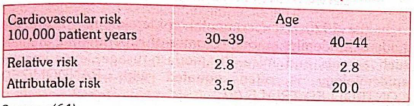 Cardiovascular risk
100,000 patient years
Age
30–39 40–44
Relative risk 2.8 2.8
Attributable risk 3.5 20.0